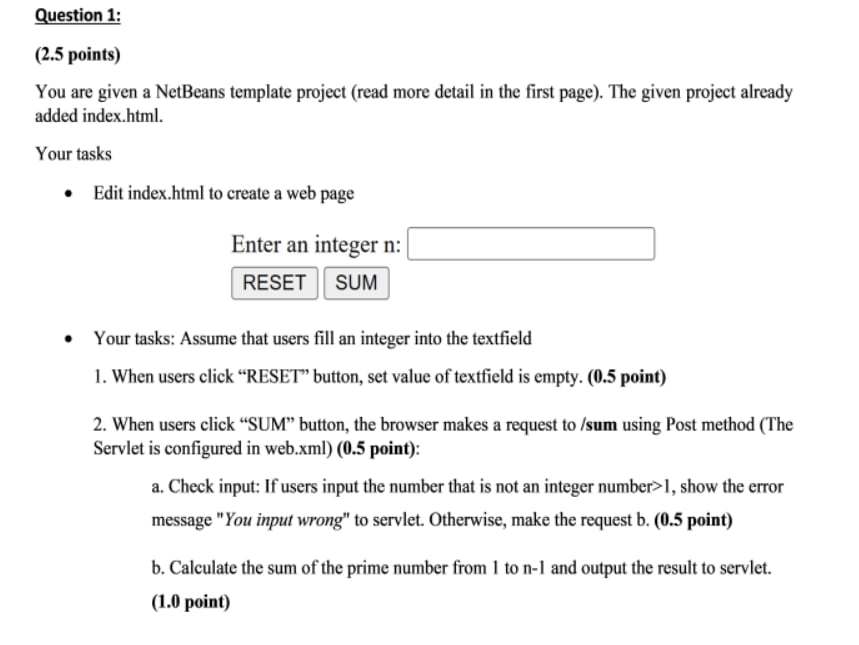 Question 1:
(2.5 points)
You are given a NetBeans template project (read more detail in the first page). The given project already
added index.html.
Your tasks
• Edit index.html to create a web page
Enter an integer n:
RESET SUM
• Your tasks: Assume that users fill an integer into the textfield
1. When users click “RESET” button, set value of textfield is empty. (0.5 point)
2. When users click “SUM” button, the browser makes a request to /sum using Post method (The
Servlet is configured in web.xml) (0.5 point):
a. Check input: If users input the number that is not an integer number>1, show the error
message "You input wrong" to servlet. Otherwise, make the request b. (0.5 point)
b. Calculate the sum of the prime number from 1 to n-1 and output the result to servlet.
(1.0 point)